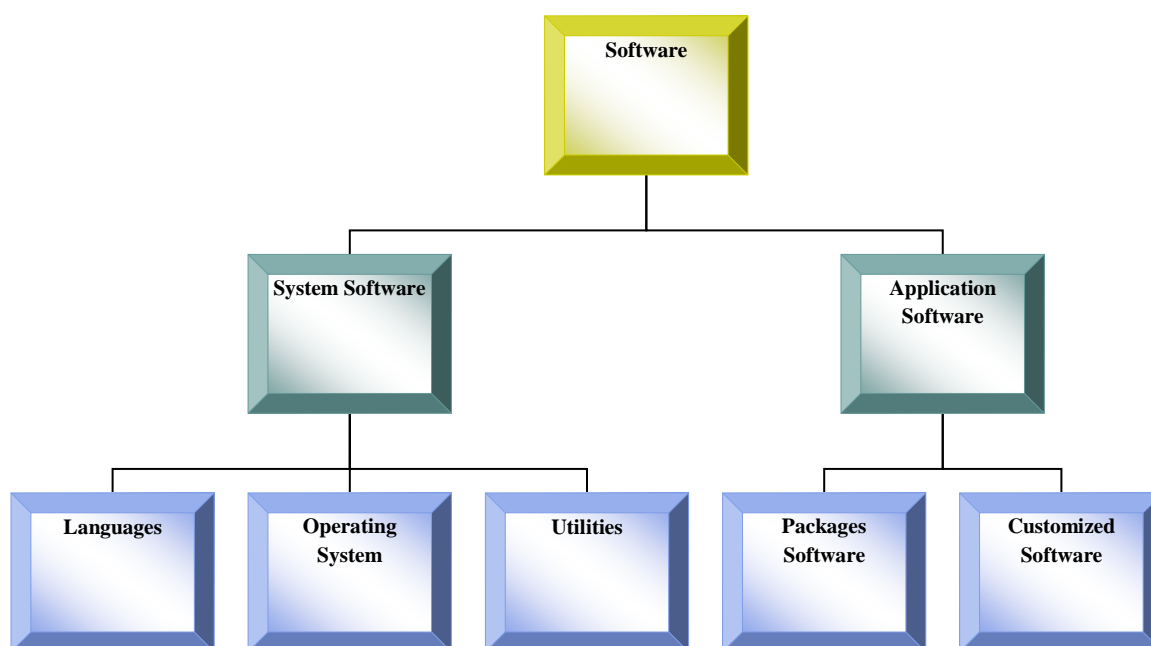 Software
System Software
Application
Software
Languages
Operating
System
Utilities
Packages
Software
Customized
Software